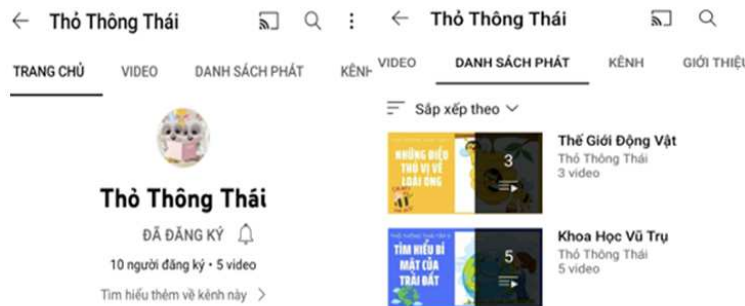 Thỏ Thông Thái
TRANG CHỦ VIDEO DANH SÁCH PHÁT KÊNH
Thỏ Thông Thái
ĐÃ ĐĂNG KÝ
10 người đăng ký • 5 video
Tìm hiểu thêm về kênh này
Thỏ Thông Thái
VIDEO DANH SÁCH PHÁT KÊNH GIỚI THIỆU
Sắp xếp theo
NHỮNG ĐIỀU
THÚ VỊ VỀ
LOÀI ONG
3
Thế Giới Động Vật
Thỏ Thông Thái
3 video
TÌM HIỂU BÍ
MẬT CỦA
TRÁI ĐẤT
5
Khoa Học Vũ Trụ
Thỏ Thông Thái
5 video